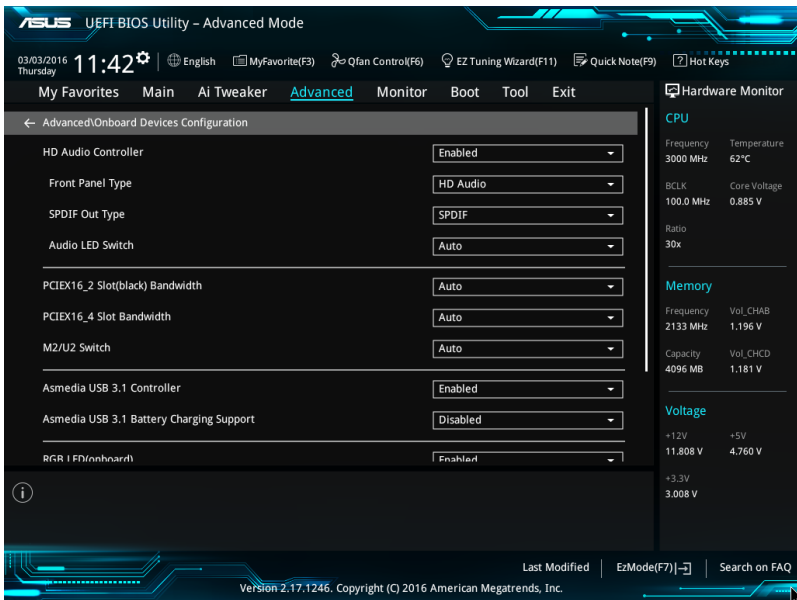 ASUS UEFI BIOS Utility – Advanced Mode
03/03/2016
Thursday
11:42
English
MyFavorite(F3)
Qfan Control(F6)
EZ Tuning Wizard(F11)
Quick Note(F9)
? Hot Keys
My Favorites Main Ai Tweaker Advanced Monitor Boot Tool Exit
← Advanced\Onboard Devices Configuration
HD Audio Controller Enabled
Front Panel Type HD Audio
SPDIF Out Type SPDIF
Audio LED Switch Auto
PCIEX16_2 Slot(black) Bandwidth Auto
PCIEX16_4 Slot Bandwidth Auto
M2/U2 Switch Auto
Asmedia USB 3.1 Controller Enabled
Asmedia USB 3.1 Battery Charging Support Disabled
RGB LED(onboard) Enabled
i
Hardware Monitor
CPU
Frequency Temperature
3000 MHz 62°C
BCLK Core Voltage
100.0 MHz 0.885 V
Ratio
30x
Memory
Frequency Vol_CHAB
2133 MHz 1.196 V
Capacity Vol_CHCD
4096 MB 1.181 V
Voltage
+12V +5V
11.808 V 4.760 V
+3.3V
3.008 V
Last Modified
EzMode(F7)
Search on FAQ
Version 2.17.1246. Copyright (C) 2016 American Megatrends, Inc.